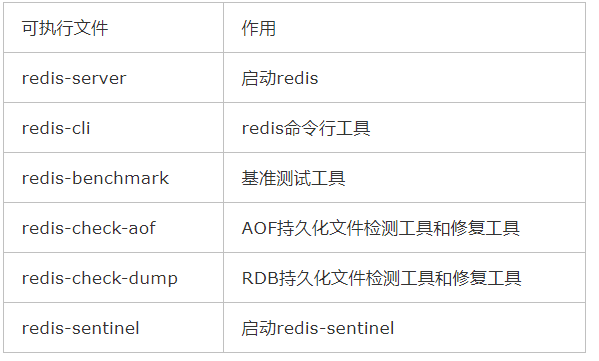 可执行文件 作用
redis-server 启动redis
redis-cli redis命令行工具
redis-benchmark 基准测试工具
redis-check-aof AOF持久化文件检测工具和修复工具
redis-check-dump RDB持久化文件检测工具和修复工具
redis-sentinel 启动redis-sentinel